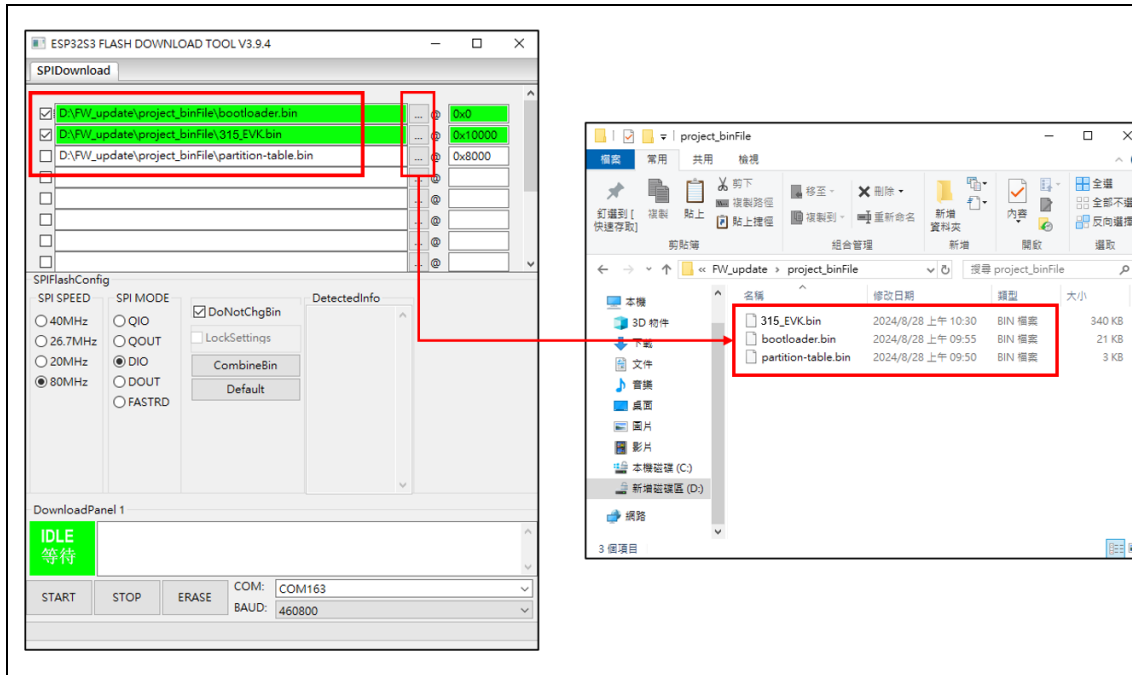 ESP32S3 FLASH DOWNLOAD TOOL V3.9.4
SPIDownload
D:\FW_update\project_binFile\bootloader.bin ... @ 0x0
D:\FW_update\project_binFile\315_EVK.bin ... @ 0x10000
D:\FW_update\project_binFile\partition-table.bin ... @ 0x8000
... @
... @
... @
... @
... @
SPIFlashConfig
SPI SPEED
40MHz
26.7MHz
20MHz
80MHz
SPI MODE
QIO
QOUT
DIO
DOUT
FASTRD
DoNotChgBin
LockSettings
CombineBin
Default
DetectedInfo
DownloadPanel 1
IDLE
等待
START STOP ERASE
COM: COM163
BAUD: 460800
project_binFile
檔案 常用 共用 檢視
釘選到 [
快速存取]
複製
貼上
剪下
複製路徑
貼上捷徑
剪貼簿
移至
複製到
刪除
重新命名
組合管理
新增
資料夾
新增
內容
開啟
全選
全部不選
反向選擇
選取
« FW_update › project_binFile
搜尋 project_binFile
本機
3D 物件
下載
文件
音樂
桌面
圖片
影片
本機磁碟 (C:)
新增磁碟區 (D:)
網路
名稱 修改日期 類型 大小
315_EVK.bin 2024/8/28 上午 10:30 BIN 檔案 340 KB
bootloader.bin 2024/8/28 上午 09:55 BIN 檔案 21 KB
partition-table.bin 2024/8/28 上午 09:50 BIN 檔案 3 KB
3 個項目